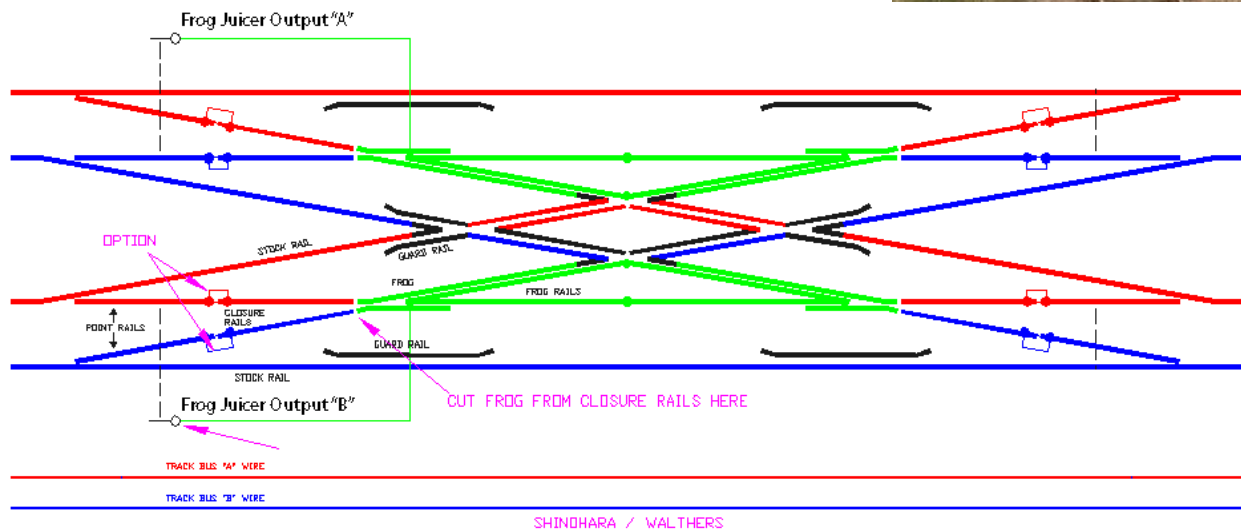 Frog Juicer Output "A"
OPTION
STOCK RAIL
GUARD RAIL
FROG
FROG RAILS
CLOSURE
RAILS
POINT RAILS
GUARD RAIL
STOCK RAIL
CUT FROG FROM CLOSURE RAILS HERE
Frog Juicer Output "B"
TRACK BUS "A" WIRE
TRACK BUS "B" WIRE
SHINOHARA / WALTHERS